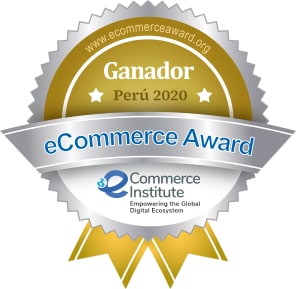 www.ecommerceaward.org
Ganador
Perú 2020
eCommerce Award
eCommerce
Institute
Empowering the Global
Digital Ecosystem